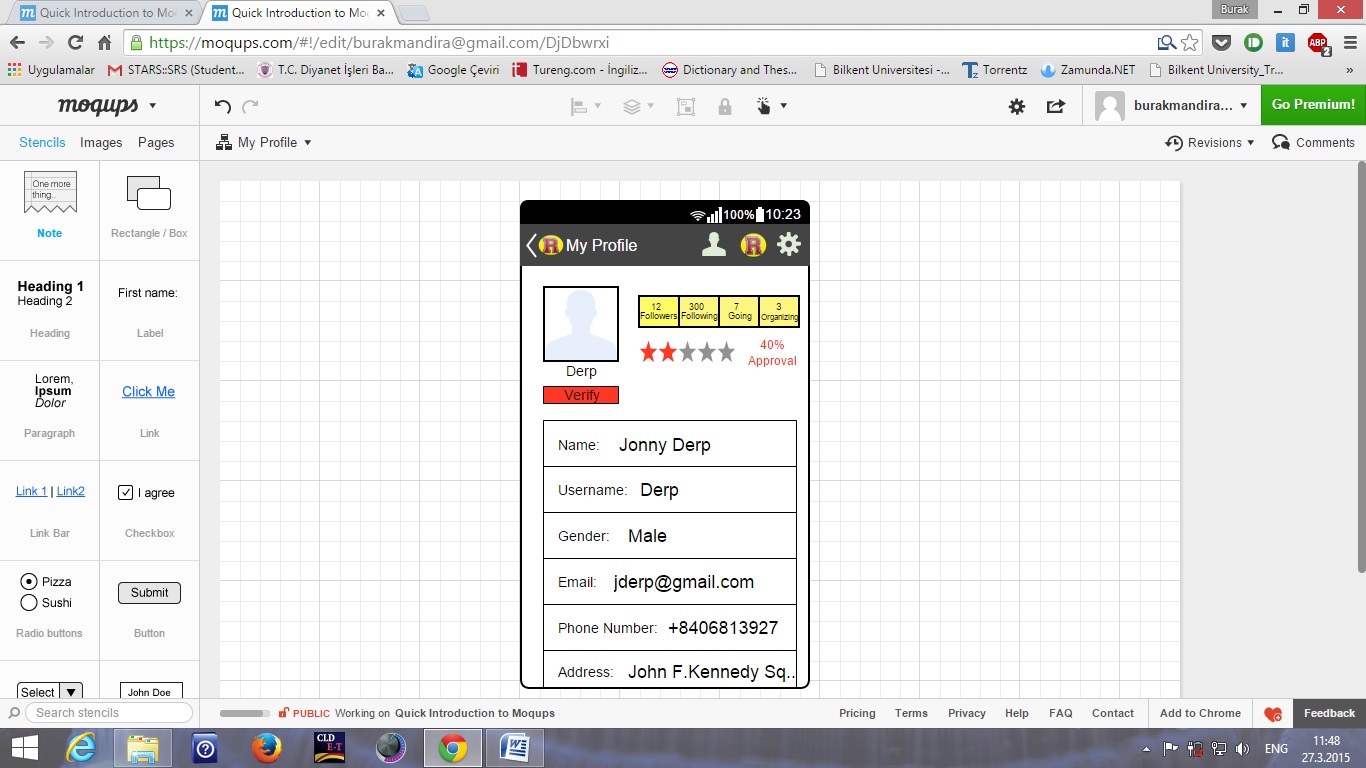 Quick Introduction to Mo
Quick Introduction to Mo
Burak
https://moqups.com/#!/edit/burakmandira@gmail.com/DjDbwrxi
ABP
2
Uygulamalar
STARS::SRS (Student...
T.C. Diyanet İşleri Ba...
Google Çeviri
Tureng.com - İngiliz...
Dictionary and Thes...
Bilkent Universitesi -...
Torrentz
Zamunda.NET
Bilkent University_Tr...
»
moqups
burakmandira...
Go Premium!
Stencils Images Pages
My Profile
Revisions
Comments
One more
thing..
Note
Rectangle / Box
Heading 1
Heading 2
Heading
First name:
Label
Lorem,
Ipsum
Dolor
Paragraph
Click Me
Link
Link 1 | Link2
Link Bar
I agree
Checkbox
Pizza
Sushi
Radio buttons
Submit
Button
Select
John Doe
Search stencils
100% 10:23
R My Profile R
12
Followers
300
Following
7
Going
3
Organizing
40%
Approval
Derp
Verify
Name: Jonny Derp
Username: Derp
Gender: Male
Email: jderp@gmail.com
Phone Number: +8406813927
Address: John F.Kennedy Sq..
PUBLIC Working on Quick Introduction to Moqups
Pricing Terms Privacy Help FAQ Contact
Add to Chrome
Feedback
CLD
E-T
ENG
11:48
27.3.2015